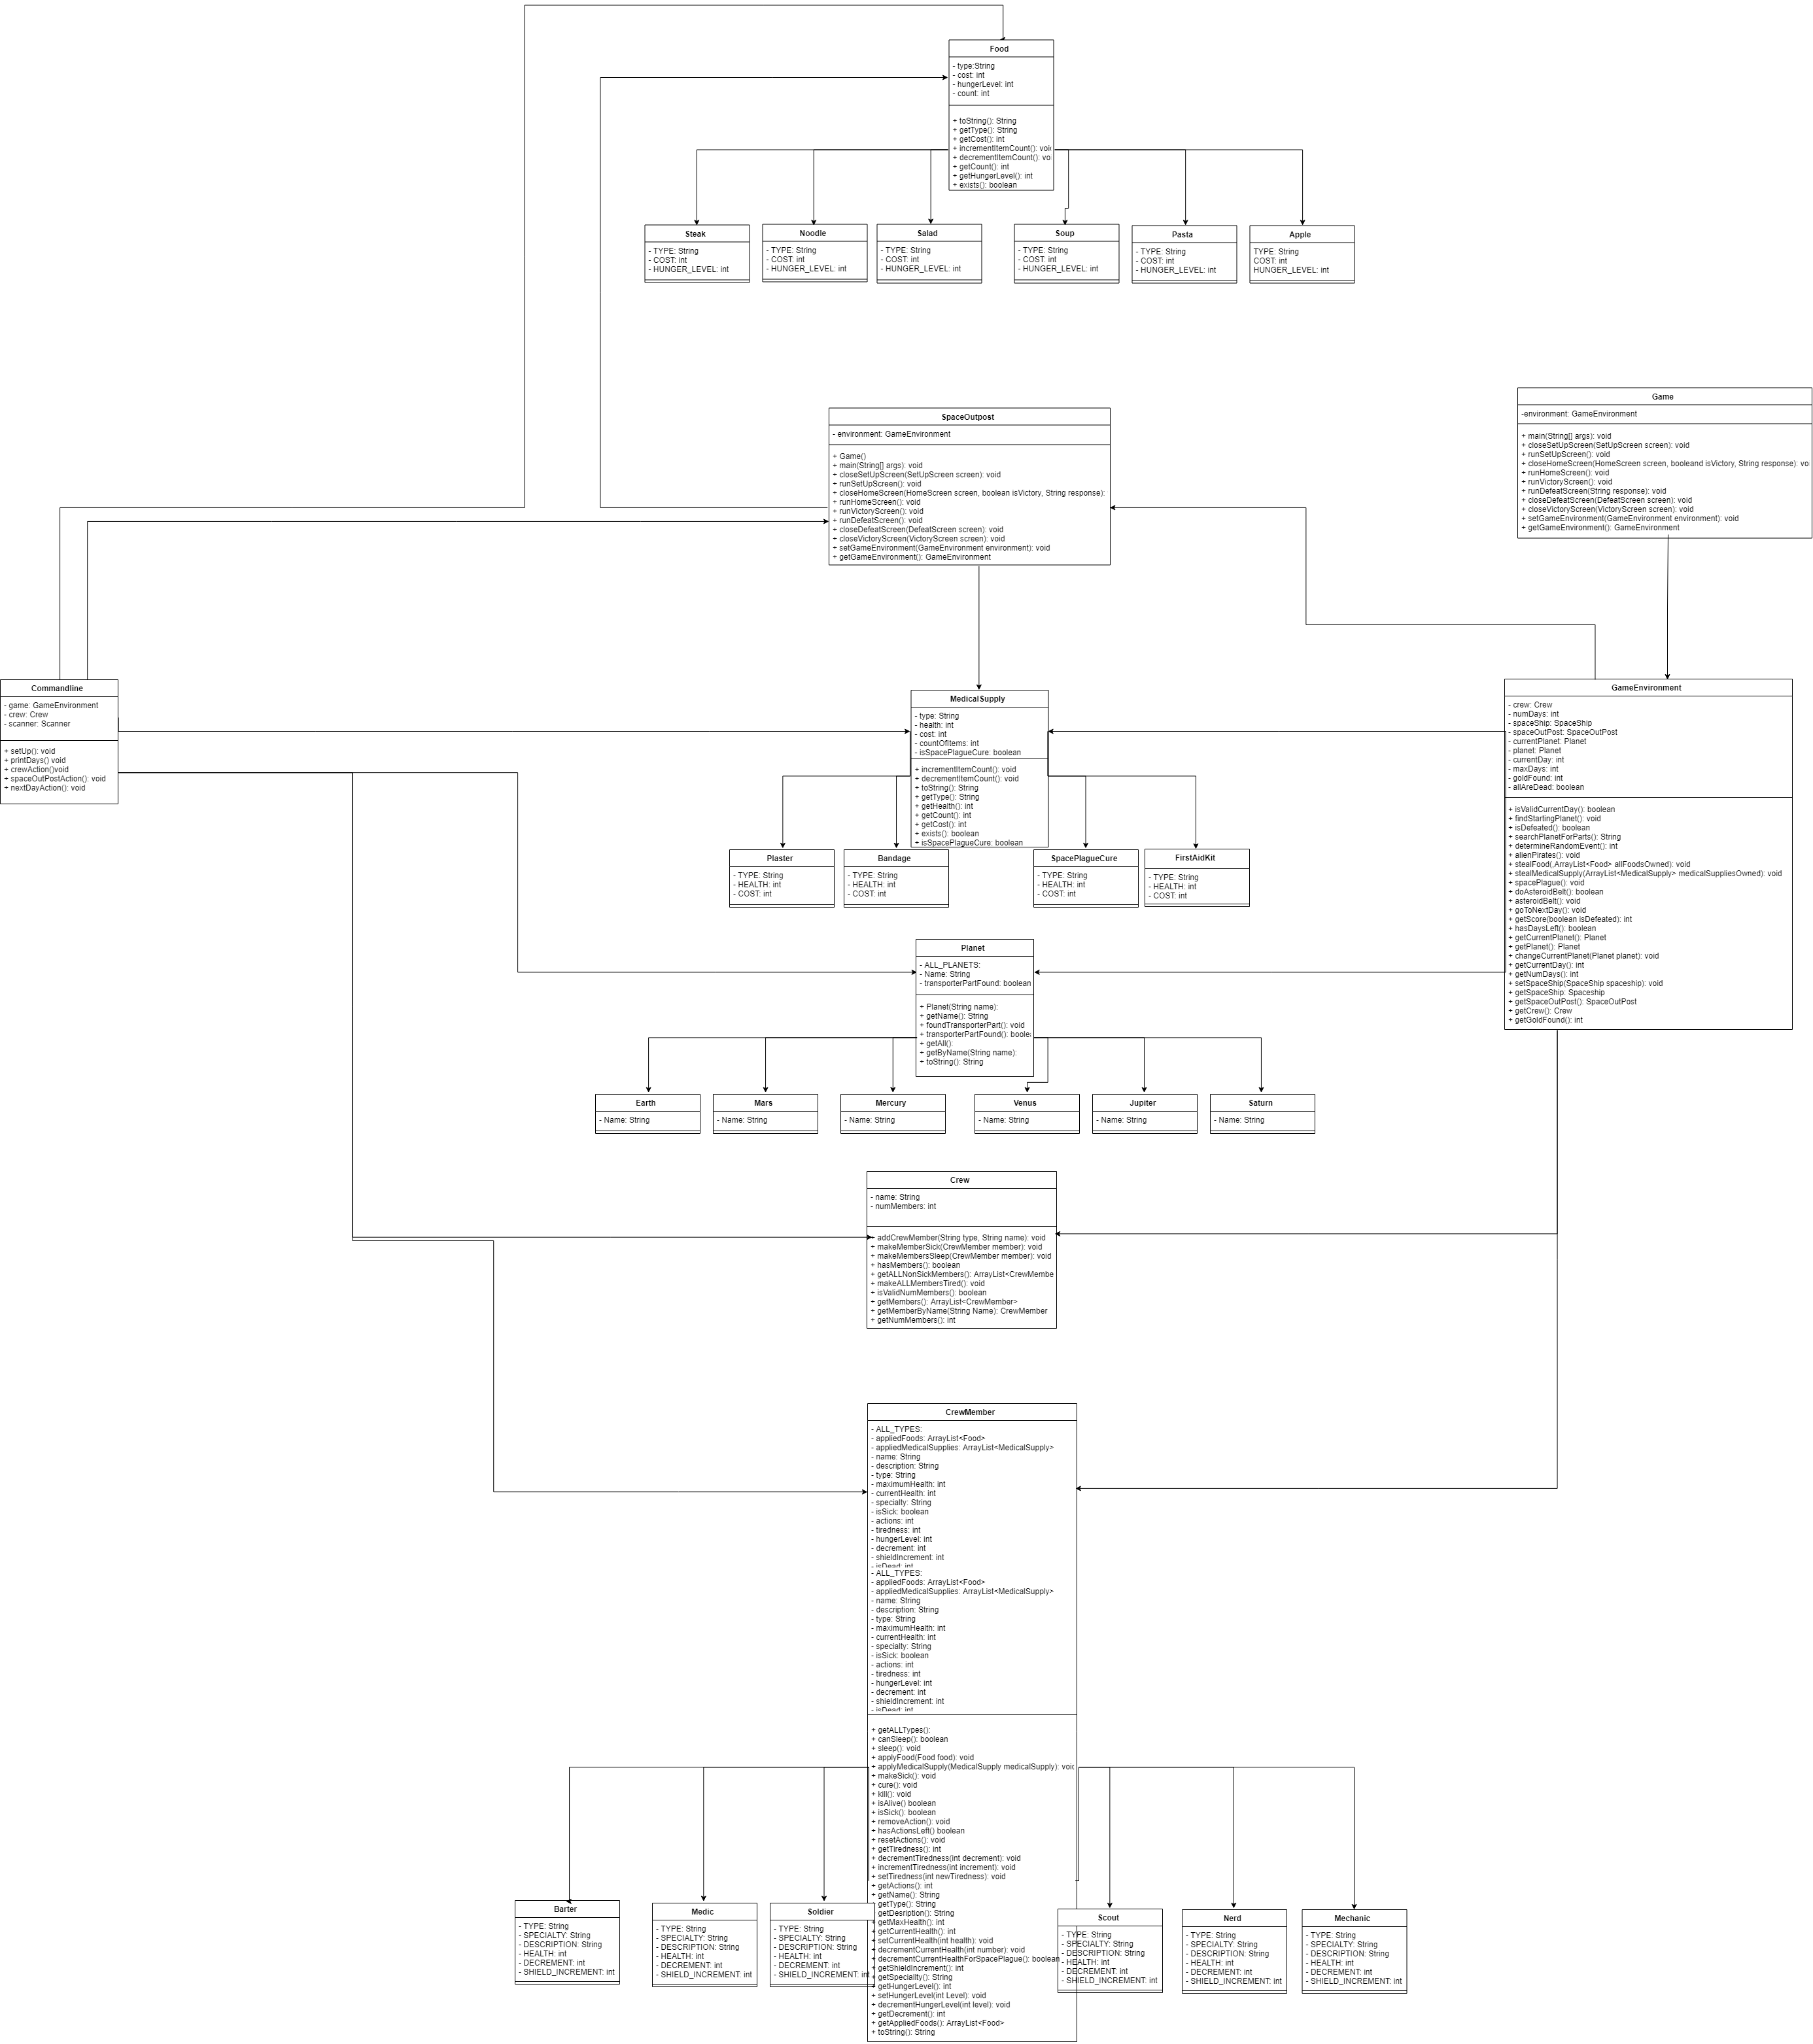 Food
- type:String
- cost: int
- hungerLevel: int
- count: int
+ toString(): String
+ getType(): String
+ getCost(): int
+ incrementItemCount(): void
+ decrementItemCount(): vo
+ getCount(): int
+ getHungerLevel(): int
+ exists(): boolean
Steak
- TYPE: String
- COST: int
- HUNGER_LEVEL: int
Noodle
- TYPE: String
- COST: int
- HUNGER_LEVEL: int
Salad
- TYPE: String
- COST: int
- HUNGER_LEVEL: int
Soup
- TYPE: String
- COST: int
- HUNGER_LEVEL: int
Pasta
- TYPE: String
- COST: int
- HUNGER_LEVEL: int
Apple
TYPE: String
COST: int
HUNGER_LEVEL: int
SpaceOutpost
- environment: GameEnvironment
+ Game()
+ main(String[] args): void
+ closeSetUpScreen(SetUpScreen screen): void
+ runSetUpScreen(): void
+ closeHomeScreen(HomeScreen screen, boolean isVictory, String response):
+ runHomeScreen(): void
+ runVictoryScreen(): void
+ runDefeatScreen(): void
+ closeDefeatScreen(DefeatScreen screen): void
+ closeVictoryScreen(VictoryScreen screen): void
+ setGameEnvironment(GameEnvironment environment): void
+ getGameEnvironment(): GameEnvironment
Game
-environment: GameEnvironment
+ main(String[] args): void
+ closeSetUpScreen(SetUpScreen screen): void
+ runSetUpScreen(): void
+ closeHomeScreen(HomeScreen screen, booleand isVictory, String response): vo
+ runHomeScreen(): void
+ runVictoryScreen(): void
+ runDefeatScreen(String response): void
+ closeDefeatScreen(DefeatScreen screen): void
+ closeVictoryScreen(VictoryScreen screen): void
+ setGameEnvironment(GameEnvironment environment): void
+ getGameEnvironment(): GameEnvironment
Commandline
- game: GameEnvironment
- crew: Crew
- scanner: Scanner
+ setUp(): void
+ printDays() void
+ crewAction()void
+ spaceOutPostAction(): void
+ nextDayAction(): void
MedicalSupply
- type: String
- health: int
- cost: int
- countOfItems: int
- isSpacePlagueCure: boolean
+ incrementItemCount(): void
+ decrementItemCount(): void
+ toString(): String
+ getType(): String
+ getHealth(): int
+ getCount(): int
+ getCost(): int
+ exists(): boolean
+ isSpacePlagueCure: boolean
GameEnvironment
- crew: Crew
- numDays: int
- spaceShip: SpaceShip
- spaceOutPost: SpaceOutPost
- currentPlanet: Planet
- planet: Planet
- currentDay: int
- maxDays: int
- goldFound: int
- allAreDead: boolean
+ isValidCurrentDay(): boolean
+ findStartingPlanet(): void
+ isDefeated(): boolean
+ searchPlanetForParts(): String
+ determineRandomEvent(): int
+ alienPirates(): void
+ stealFood(,ArrayList<Food> allFoodsOwned): void
+ stealMedicalSupply(ArrayList<MedicalSupply> medicalSuppliesOwned): void
+ spacePlague(): void
+ doAsteroidBelt(): boolean
+ asteroidBelt(): void
+ goToNextDay(): void
+ getScore(boolean isDefeated): int
+ hasDaysLeft(): boolean
+ getCurrentPlanet(): Planet
+ getPlanet(): Planet
+ changeCurrentPlanet(Planet planet): void
+ getCurrentDay(): int
+ getNumDays(): int
+ setSpaceShip(SpaceShip spaceship): void
+ getSpaceShip: Spaceship
+ getSpaceOutPost(): SpaceOutPost
+ getCrew(): Crew
+ getGoldFound(): int
Plaster
- TYPE: String
- HEALTH: int
- COST: int
Bandage
- TYPE: String
- HEALTH: int
- COST: int
SpacePlagueCure
- TYPE: String
- HEALTH: int
- COST: int
FirstAidKit
- TYPE: String
- HEALTH: int
- COST: int
Planet
- ALL_PLANETS:
- Name: String
- transporterPartFound: boolean
+ Planet(String name):
+ getName(): String
+ foundTransporterPart(): void
+ transporterPartFound(): boole
+ getAll():
+ getByName(String name):
+ toString(): String
Earth
- Name: String
Mars
- Name: String
Mercury
- Name: String
Venus
- Name: String
Jupiter
- Name: String
Saturn
- Name: String
Crew
- name: String
- numMembers: int
+ addCrewMember(String type, String name): void
+ makeMemberSick(CrewMember member): void
+ makeMembersSleep(CrewMember member): void
+ hasMembers(): boolean
+ getALLNonSickMembers(): ArrayList<CrewMembe
+ makeALLMembersTired(): void
+ isValidNumMembers(): boolean
+ getMembers(): ArrayList<CrewMember>
+ getMemberByName(String Name): CrewMember
+ getNumMembers(): int
CrewMember
- ALL_TYPES:
- appliedFoods: ArrayList<Food>
- appliedMedicalSupplies: ArrayList<MedicalSupply>
- name: String
- description: String
- type: String
- maximumHealth: int
- currentHealth: int
- specialty: String
- isSick: boolean
- actions: int
- tiredness: int
- hungerLevel: int
- decrement: int
- shieldIncrement: int
- isDead: int
- ALL_TYPES:
- appliedFoods: ArrayList<Food>
- appliedMedicalSupplies: ArrayList<MedicalSupply>
- name: String
- description: String
- type: String
- maximumHealth: int
- currentHealth: int
- specialty: String
- isSick: boolean
- actions: int
- tiredness: int
- hungerLevel: int
- decrement: int
- shieldIncrement: int
- isDead: int
+ getALLTypes():
+ canSleep(): boolean
+ sleep(): void
+ applyFood(Food food): void
+ applyMedicalSupply(MedicalSupply medicalSupply): void
+ makeSick(): void
+ cure(): void
+ kill(): void
+ isAlive() boolean
+ isSick(): boolean
+ removeAction(): void
+ hasActionsLeft() boolean
+ resetActions(): void
+ getTiredness(): int
+ decrementTiredness(int decrement): void
+ incrementTiredness(int increment): void
+ setTiredness(int newTiredness): void
+ getActions(): int
+ getName(): String
getType(): String
getDesription(): String
+ getMaxHealth(): int
+ getCurrentHealth(): int
+ setCurrentHealth(int health): void
+ decrementCurrentHealth(int number): void
+ decrementCurrentHealthForSpacePlague(): boolean
+ getShieldIncrement(): int
+ getSpeciality(): String
+ getHungerLevel(): int
+ setHungerLevel(int Level): void
+ decrementHungerLevel(int level): void
+ getDecrement(): int
+ getAppliedFoods(): ArrayList<Food>
+ toString(): String
Barter
- TYPE: String
- SPECIALTY: String
- DESCRIPTION: String
- HEALTH: int
- DECREMENT: int
- SHIELD_INCREMENT: int
Medic
- TYPE: String
- SPECIALTY: String
- DESCRIPTION: String
- HEALTH: int
- DECREMENT: int
- SHIELD_INCREMENT: int
Soldier
- TYPE: String
- SPECIALTY: String
- DESCRIPTION: String
- HEALTH: int
- DECREMENT: int
- SHIELD_INCREMENT: int
Scout
- TYPE: String
- SPECIALTY: String
- DESCRIPTION: String
- HEALTH: int
- DECREMENT: int
- SHIELD_INCREMENT: int
Nerd
- TYPE: String
- SPECIALTY: String
- DESCRIPTION: String
- HEALTH: int
- DECREMENT: int
- SHIELD_INCREMENT: int
Mechanic
- TYPE: String
- SPECIALTY: String
- DESCRIPTION: String
- HEALTH: int
- DECREMENT: int
- SHIELD_INCREMENT: int